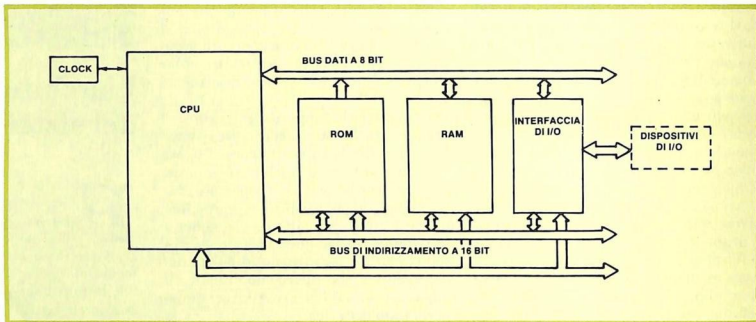 BUS DATI A 8 BIT
CLOCK
CPU
ROM
RAM
INTERFACCIA
DI I/O
DISPOSITIVI
DI I/O
BUS DI INDIRIZZAMENTO A 16 BIT